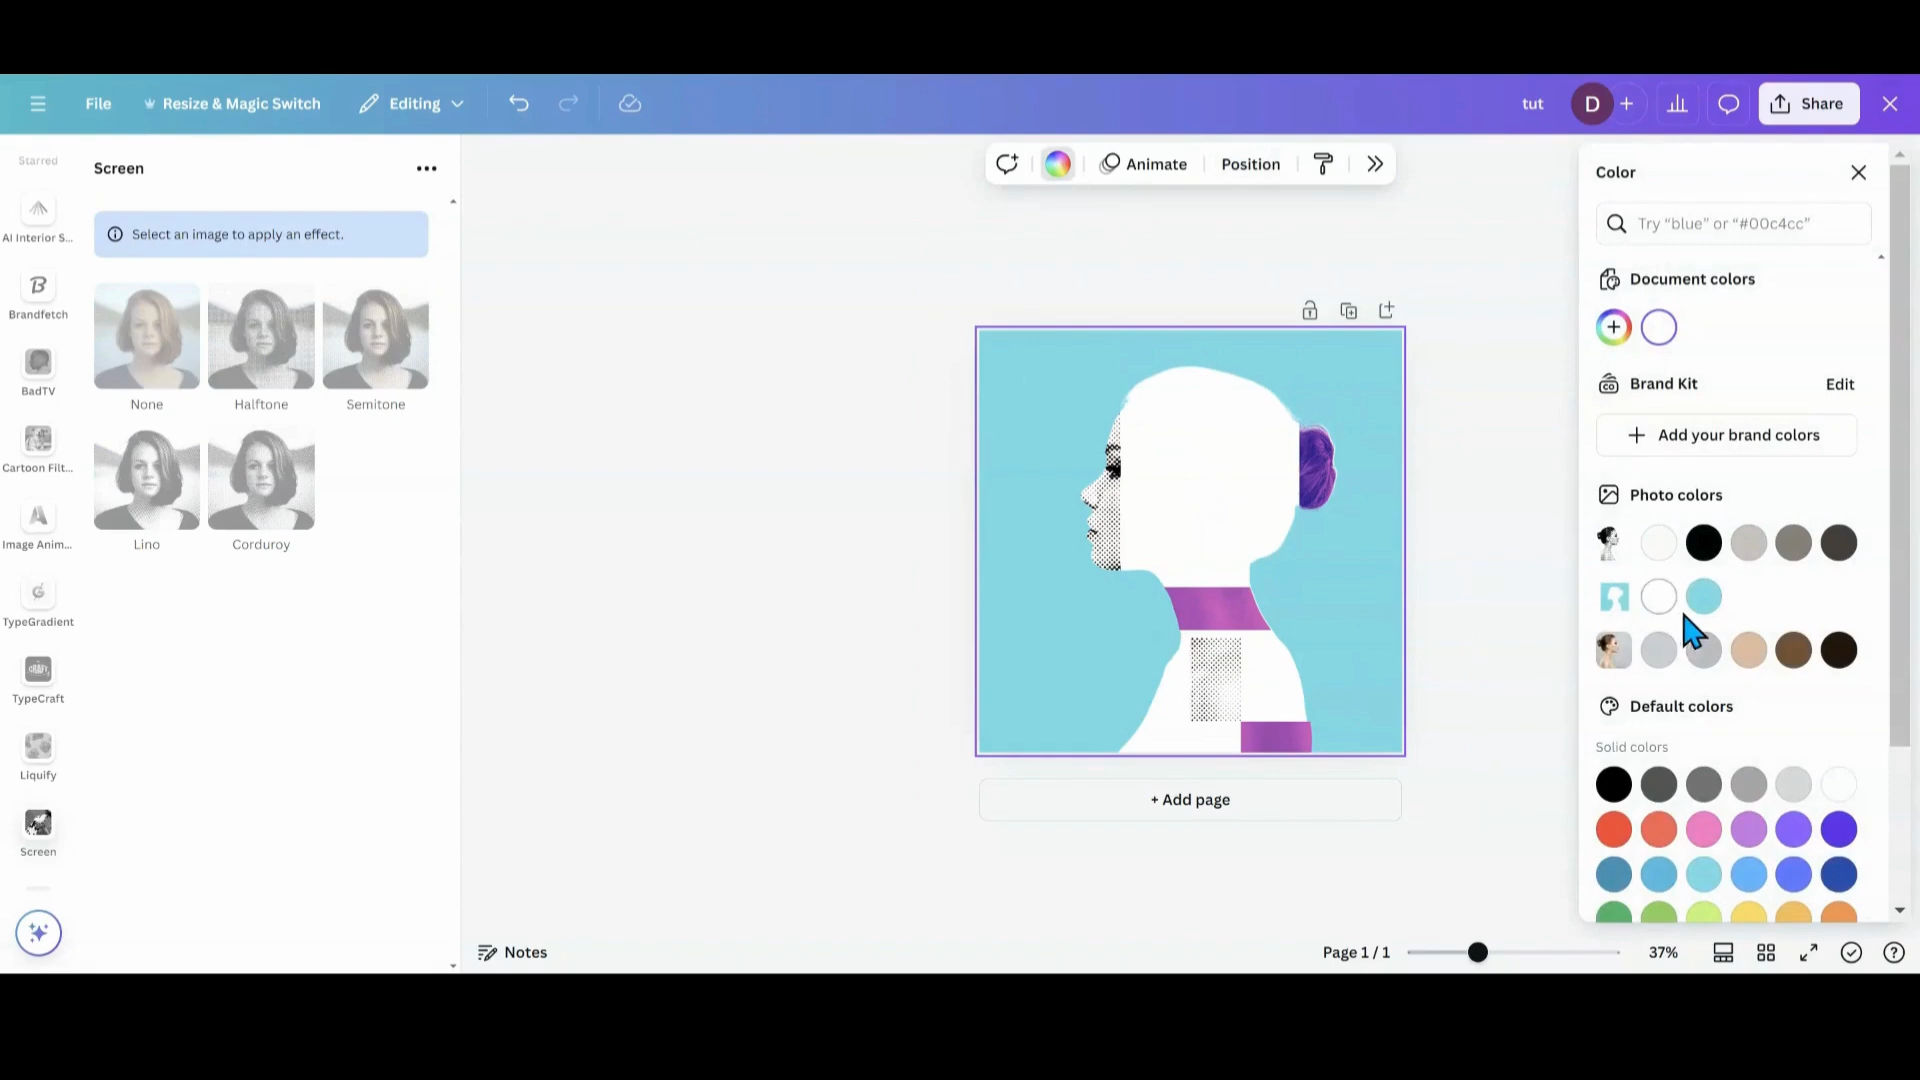 File
Resize & Magic Switch
Editing
tut
D
Share
Starred
AI Interior S...
Brandfetch
BadTV
Cartoon Filt...
Image Anim...
TypeGradient
TypeCraft
Liquify
Screen
Screen
Select an image to apply an effect.
None
Halftone
Semitone
Lino
Corduroy
Animate
Position
+ Add page
Notes
Page 1 / 1
37%
Color
Try “blue” or “#00c4cc”
Document colors
Brand Kit
Edit
Add your brand colors
Photo colors
Default colors
Solid colors